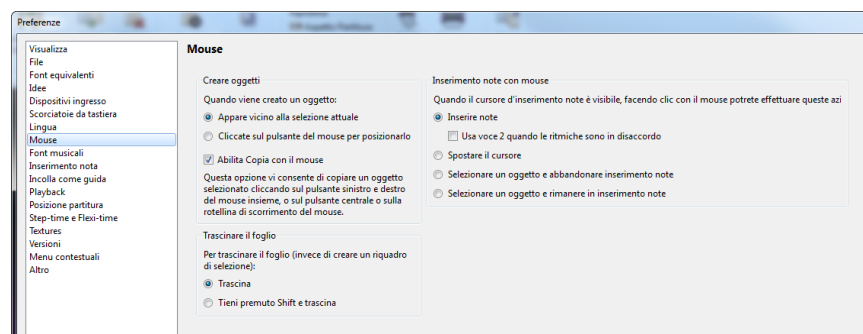 Preferenze
Visualizza
File
Font equivalenti
Idee
Dispositivi ingresso
Scorciatoie da tastiera
Lingua
Mouse
Font musicali
Inserimento nota
Incolla come guida
Playback
Posizione partitura
Step-time e Flexi-time
Textures
Versioni
Menu contestuali
Altro
Mouse
Creare oggetti
Quando viene creato un oggetto:
Appare vicino alla selezione attuale
Cliccate sul pulsante del mouse per posizionarlo
Abilita Copia con il mouse
Questa opzione vi consente di copiare un oggetto
selezionato cliccando sul pulsante sinistro e destro
del mouse insieme, o sul pulsante centrale o sulla
rotellina di scorrimento del mouse.
Trascinare il foglio
Per trascinare il foglio (invece di creare un riquadro
di selezione):
Trascina
Tieni premuto Shift e trascina
Inserimento note con mouse
Quando il cursore d'inserimento note è visibile, facendo clic con il mouse potrete effettuare queste azi
Inserire note
Usa voce 2 quando le ritmiche sono in disaccordo
Spostare il cursore
Selezionare un oggetto e abbandonare inserimento note
Selezionare un oggetto e rimanere in inserimento note